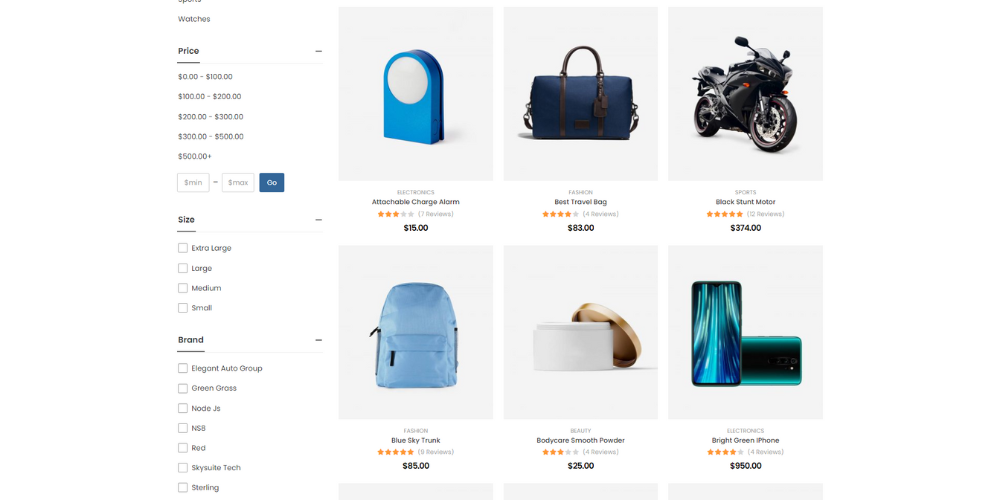 Sports
Watches
Price
$0.00 - $100.00
$100.00 - $200.00
$200.00 - $300.00
$300.00 - $500.00
$500.00+
$min - $max Go
Size
Extra Large
Large
Medium
Small
Brand
Elegant Auto Group
Green Grass
Node Js
NS8
Red
Skysuite Tech
Sterling
ELECTRONICS
Attachable Charge Alarm
(7 Reviews)
$15.00
FASHION
Best Travel Bag
(4 Reviews)
$83.00
SPORTS
Black Stunt Motor
(12 Reviews)
$374.00
FASHION
Blue Sky Trunk
(9 Reviews)
$85.00
BEAUTY
Bodycare Smooth Powder
(4 Reviews)
$25.00
ELECTRONICS
Bright Green IPhone
(4 Reviews)
$950.00